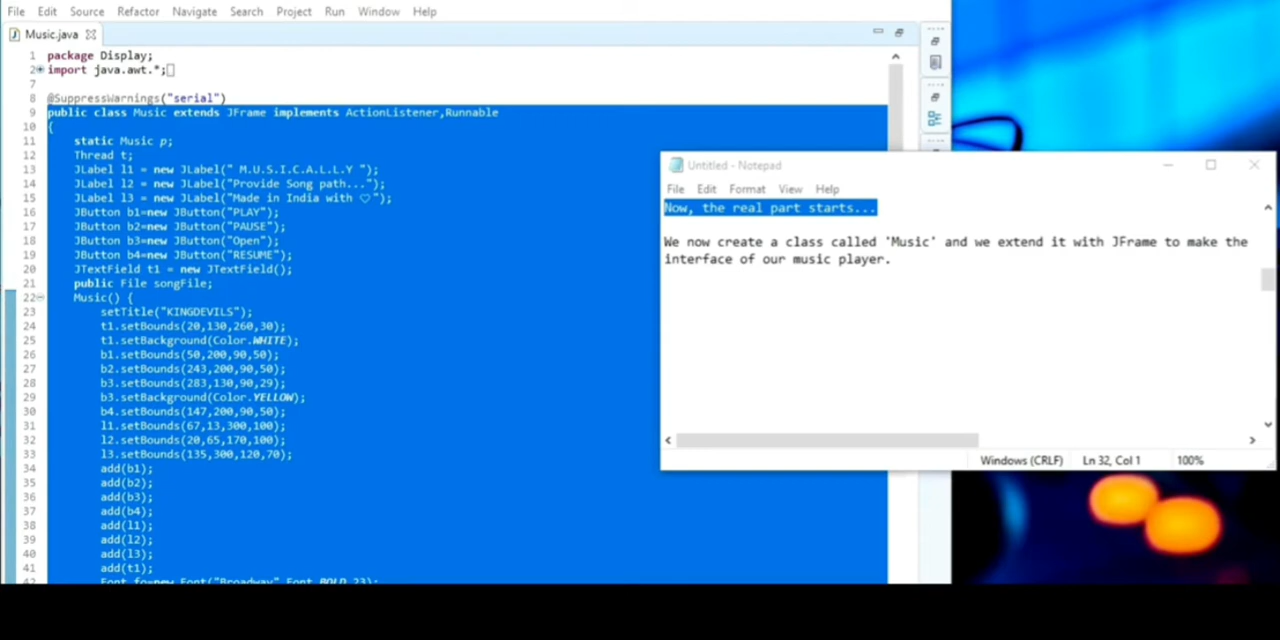 File Edit Source Refactor Navigate Search Project Run Window Help
Music.java
1 package Display;
2 import java.awt.*;
7
8 @SuppressWarnings("serial")
9 public class Music extends JFrame implements ActionListener,Runnable
10 {
11 static Music p;
12 Thread t;
13 JLabel l1 = new JLabel(" M.U.S.I.C.A.L.L.Y ");
14 JLabel l2 = new JLabel("Provide Song path...");
15 JLabel l3 = new JLabel("Made in India with ♡");
16 JButton b1=new JButton("PLAY");
17 JButton b2=new JButton("PAUSE");
18 JButton b3=new JButton("Open");
19 JButton b4=new JButton("RESUME");
20 JTextField t1 = new JTextField();
21 public File songFile;
22 Music() {
23 setTitle("KINGDEVILS");
24 t1.setBounds(20,130,260,30);
25 t1.setBackground(Color.WHITE);
26 b1.setBounds(50,200,90,50);
27 b2.setBounds(243,200,90,50);
28 b3.setBounds(283,130,90,29);
29 b3.setBackground(Color.YELLOW);
30 b4.setBounds(147,200,90,50);
31 l1.setBounds(67,13,300,100);
32 l2.setBounds(20,65,170,100);
33 l3.setBounds(135,300,120,70);
34 add(b1);
35 add(b2);
36 add(b3);
37 add(b4);
38 add(l1);
39 add(l2);
40 add(l3);
41 add(t1);
42 Font fo=new Font("Broadway",Font.BOLD,23);
Untitled - Notepad
File Edit Format View Help
Now, the real part starts...
We now create a class called 'Music' and we extend it with JFrame to make the
interface of our music player.
Windows (CRLF) Ln 32, Col 1 100%